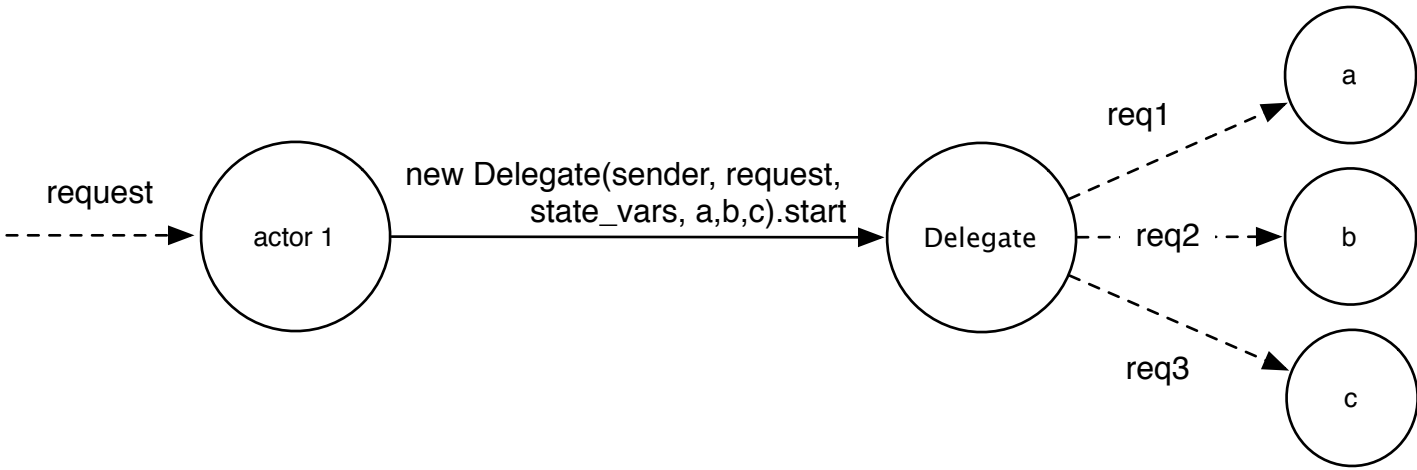 request
actor 1
new Delegate(sender, request,
state_vars, a,b,c).start
Delegate
req1
req2
req3
a
b
c